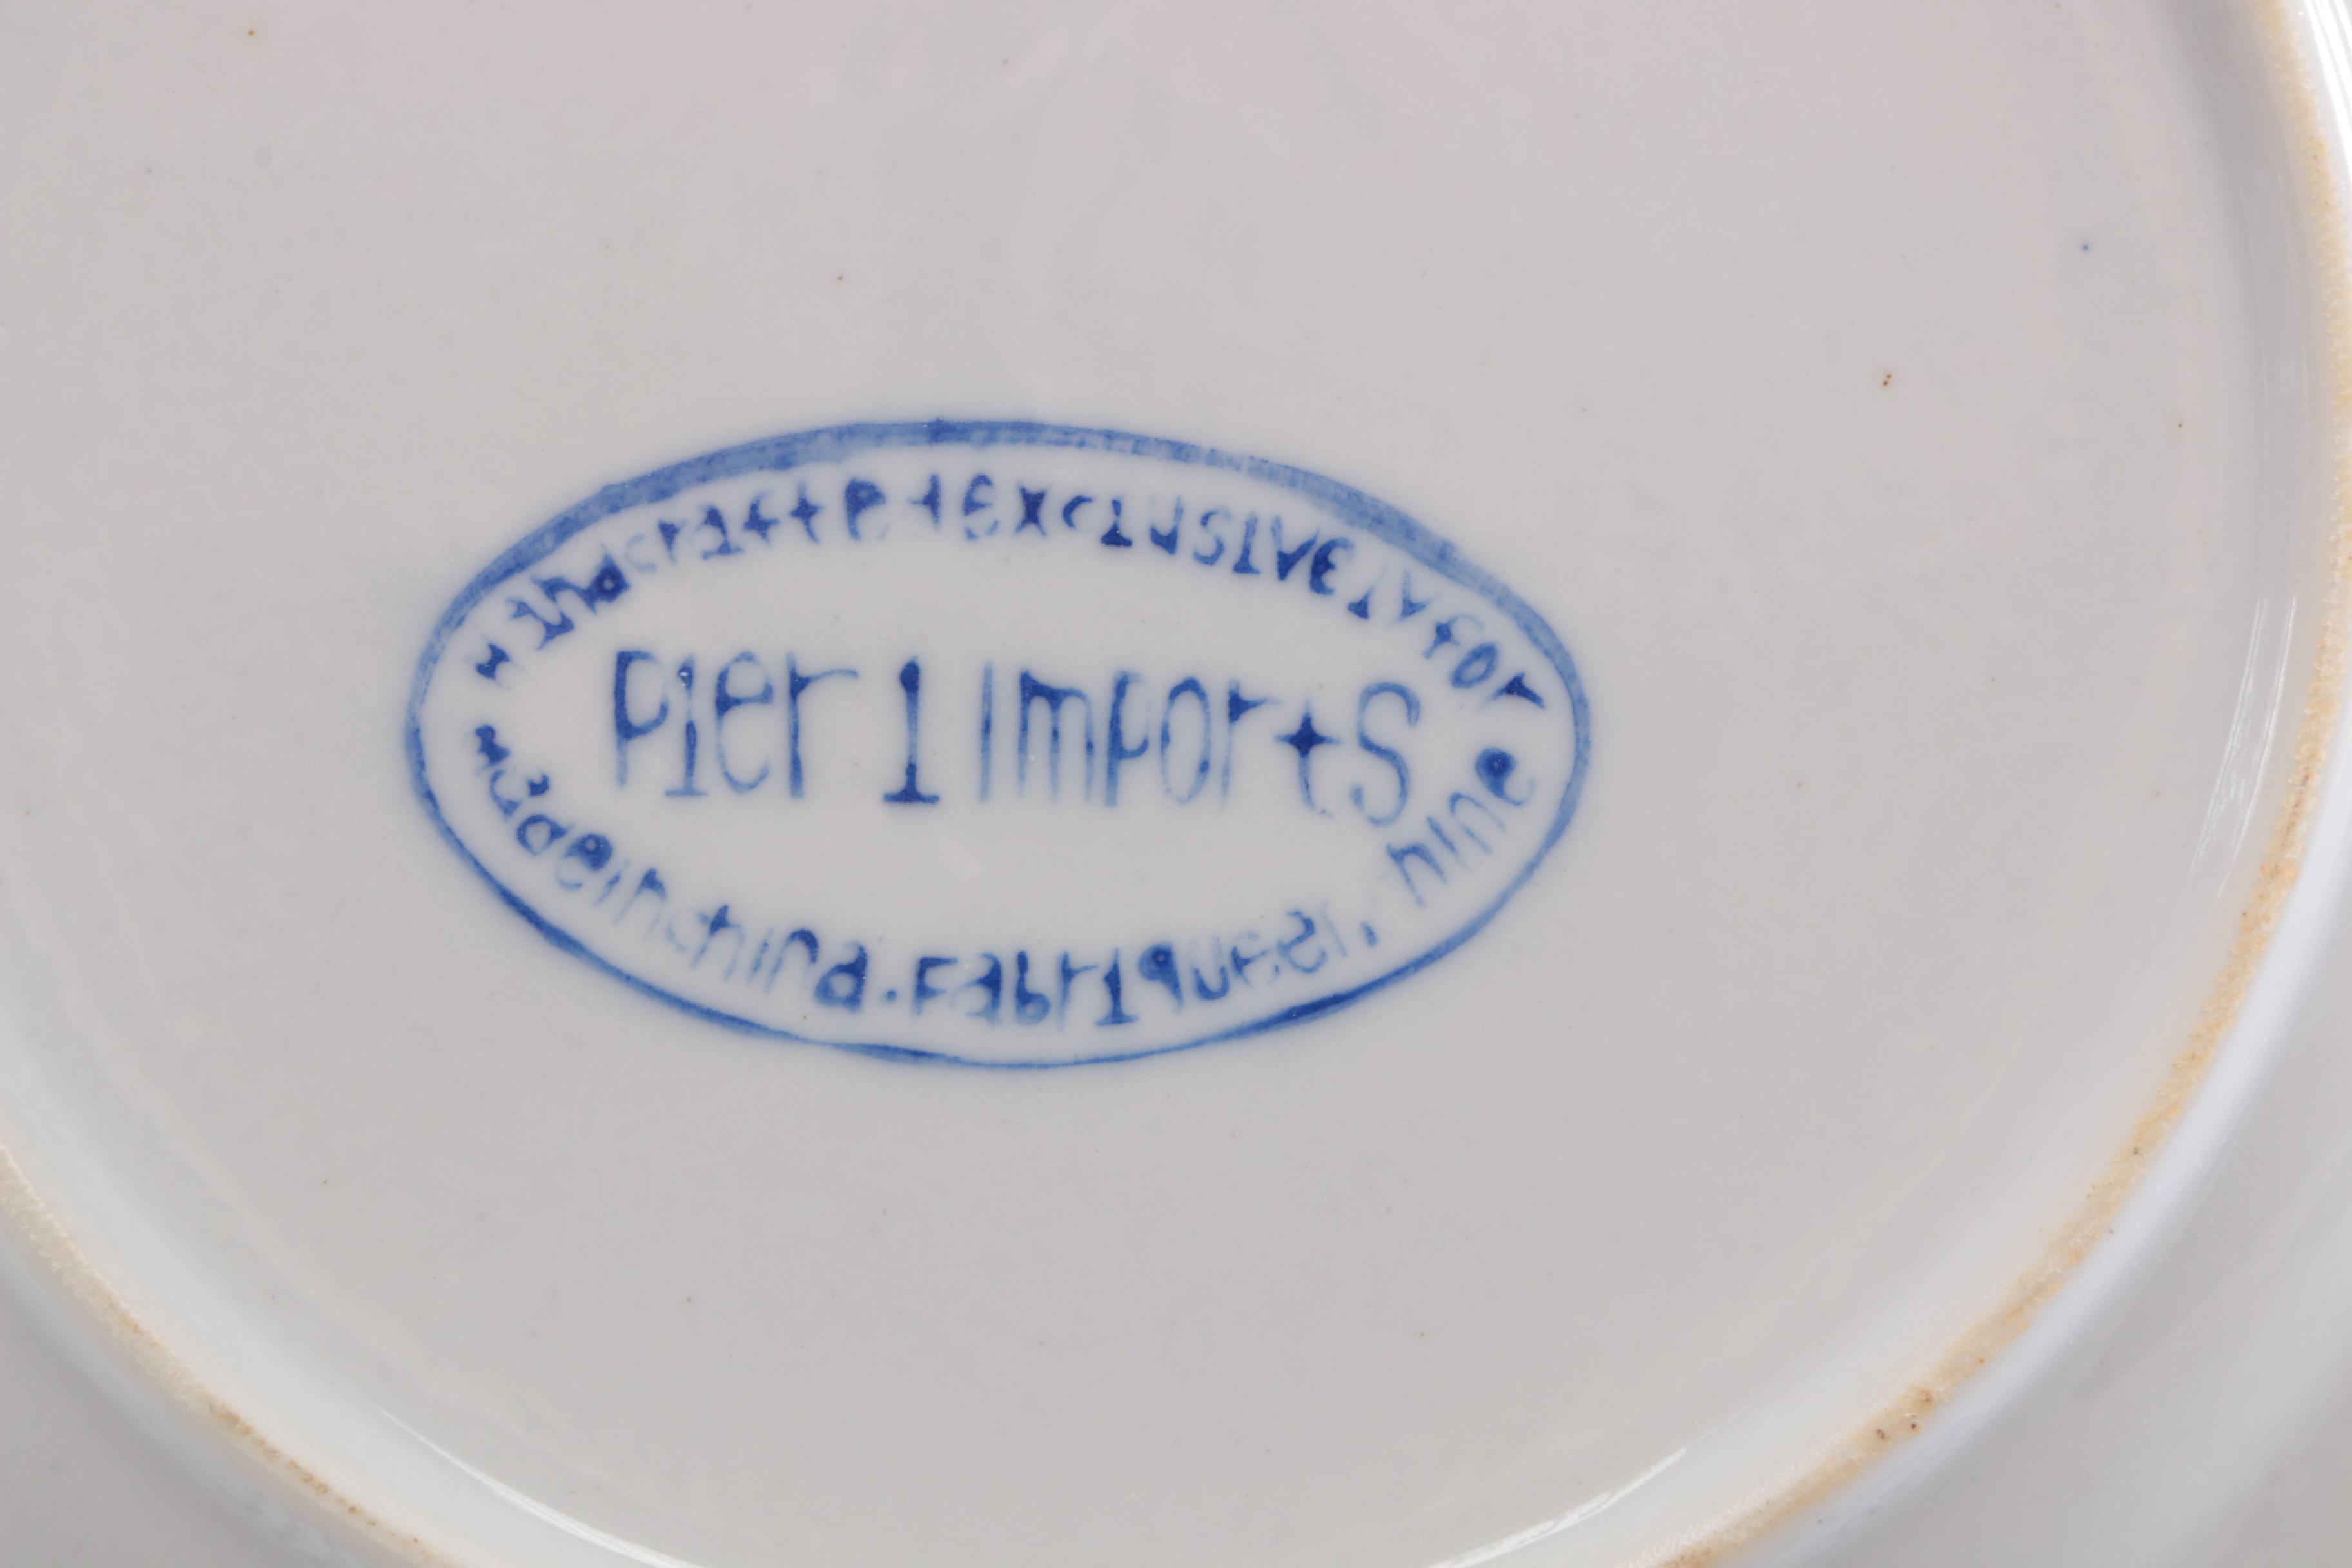 Handcrafted Exclusively for
Pier 1 Imports
Made in china. Fabrique en chine